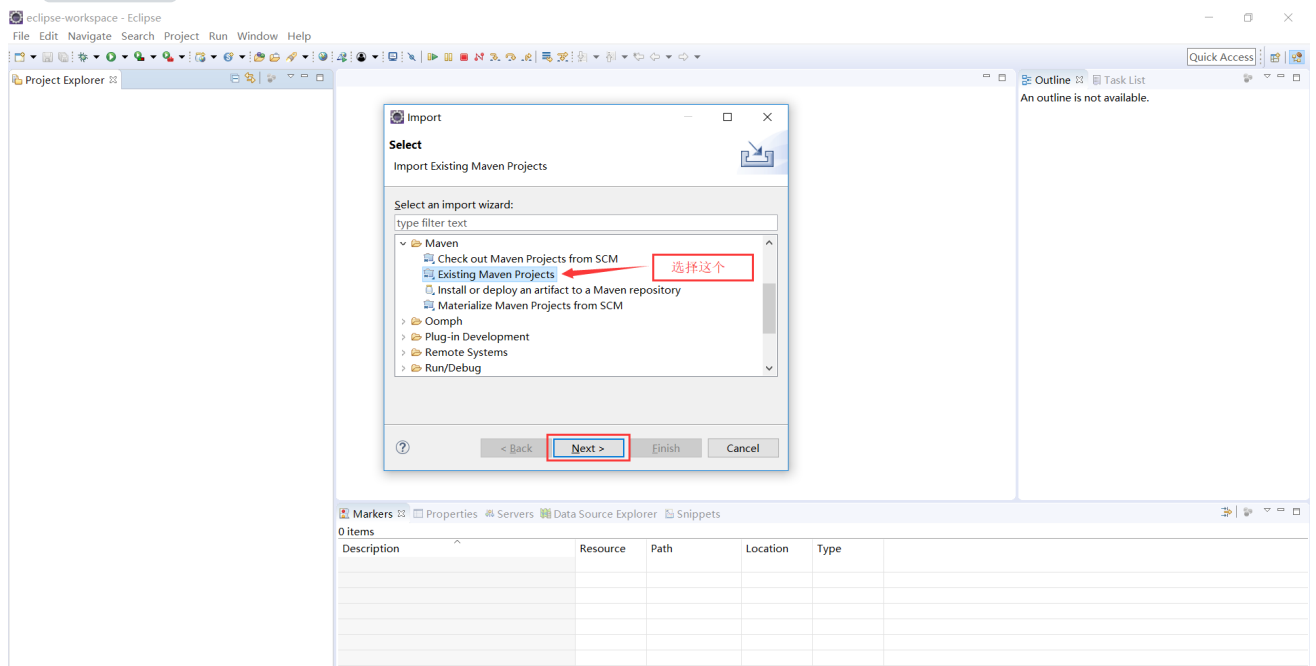 eclipse-workspace - Eclipse
File Edit Navigate Search Project Run Window Help
Quick Access
Project Explorer
Outline Task List
An outline is not available.
Import
Select
Import Existing Maven Projects
Select an import wizard:
type filter text
Maven
Check out Maven Projects from SCM
Existing Maven Projects
选择这个
Install or deploy an artifact to a Maven repository
Materialize Maven Projects from SCM
Oomph
Plug-in Development
Remote Systems
Run/Debug
< Back Next > Finish Cancel
Markers Properties Servers Data Source Explorer Snippets
0 items
Description Resource Path Location Type